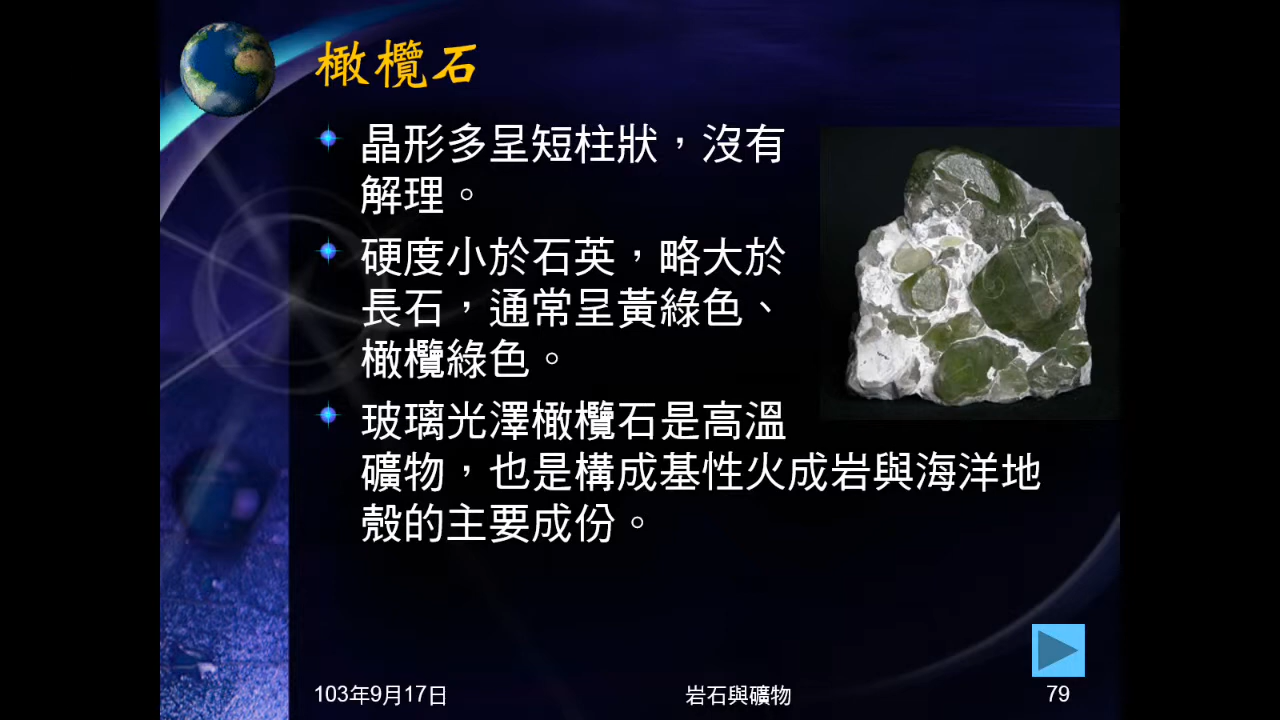 橄欖石
晶形多呈短柱狀，沒有
解理。
硬度小於石英，略大於
長石，通常呈黃綠色、
橄欖綠色。
玻璃光澤橄欖石是高溫
礦物，也是構成基性火成岩與海洋地
殼的主要成份。
103年9月17日
岩石與礦物
79